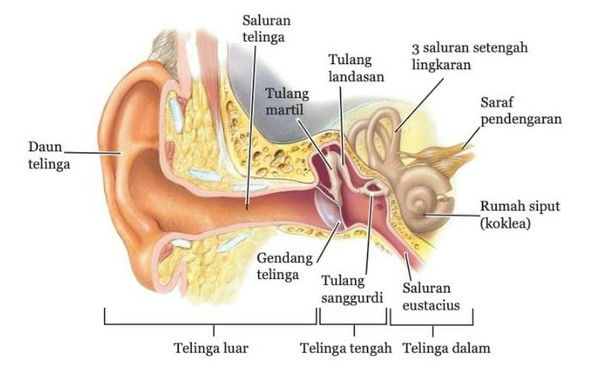 Saluran
telinga
3 saluran setengah
lingkaran
Tulang
landasan
Tulang
martil
Saraf
pendengaran
Daun
telinga
Rumah siput
(koklea)
Gendang
telinga
Tulang
sanggurdi
Saluran
eustacius
Telinga luar
Telinga tengah
Telinga dalam